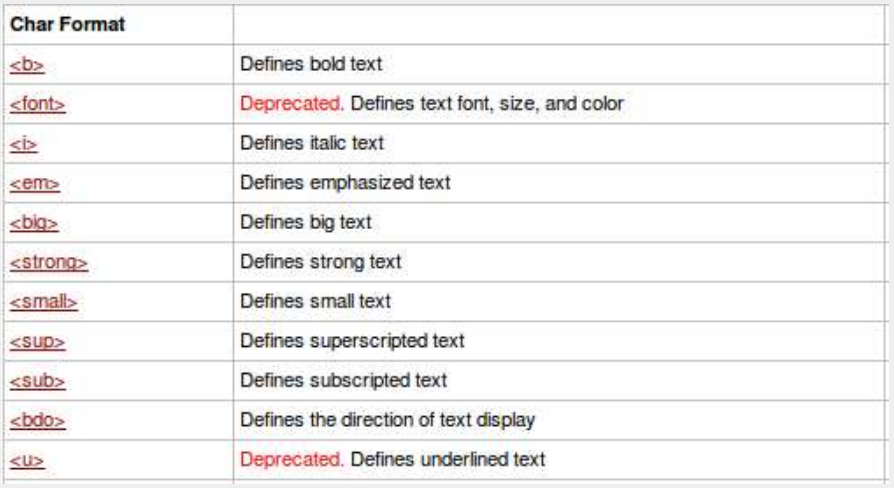 Char Format
<b> Defines bold text
<font> Deprecated. Defines text font, size, and color
<i> Defines italic text
<em> Defines emphasized text
<big> Defines big text
<strong> Defines strong text
<small> Defines small text
<sup> Defines superscripted text
<sub> Defines subscripted text
<bdo> Defines the direction of text display
<u> Deprecated. Defines underlined text